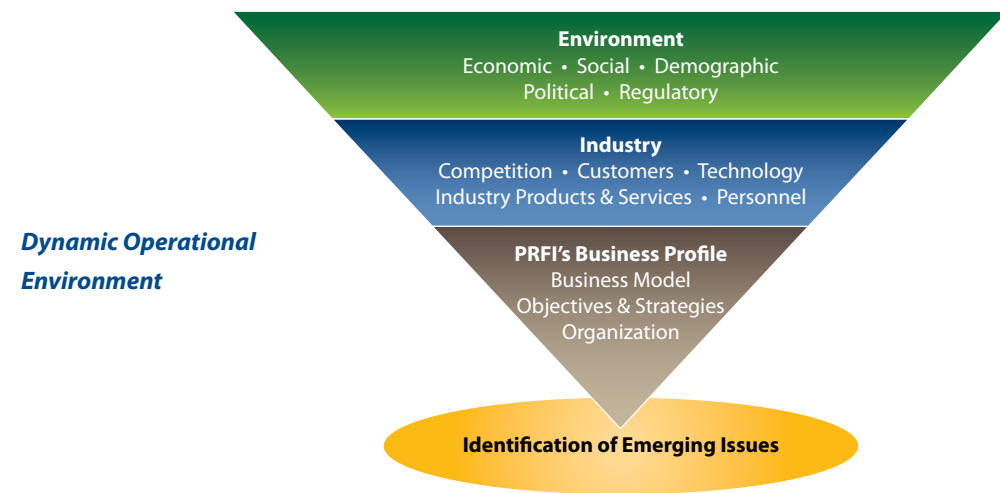 Environment
Economic • Social • Demographic
Political • Regulatory
Industry
Competition • Customers • Technology
Industry Products & Services • Personnel
Dynamic Operational
Environment
PRFI's Business Profile
Business Model
Objectives & Strategies
Organization
Identification of Emerging Issues